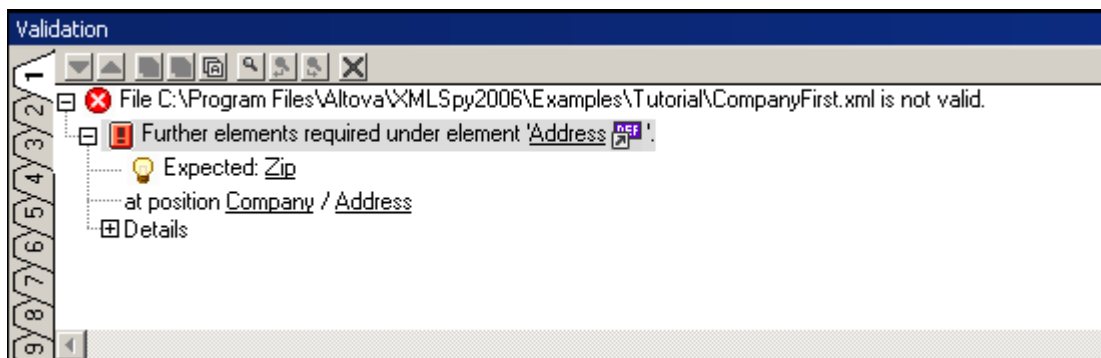 Validation
File C:\Program Files\Altova\XMLSpy2006\Examples\Tutorial\CompanyFirst.xml is not valid.
Further elements required under element 'Address DEF '.
Expected: Zip
at position Company / Address
Details
1
2
3
4
5
6
7
8
9